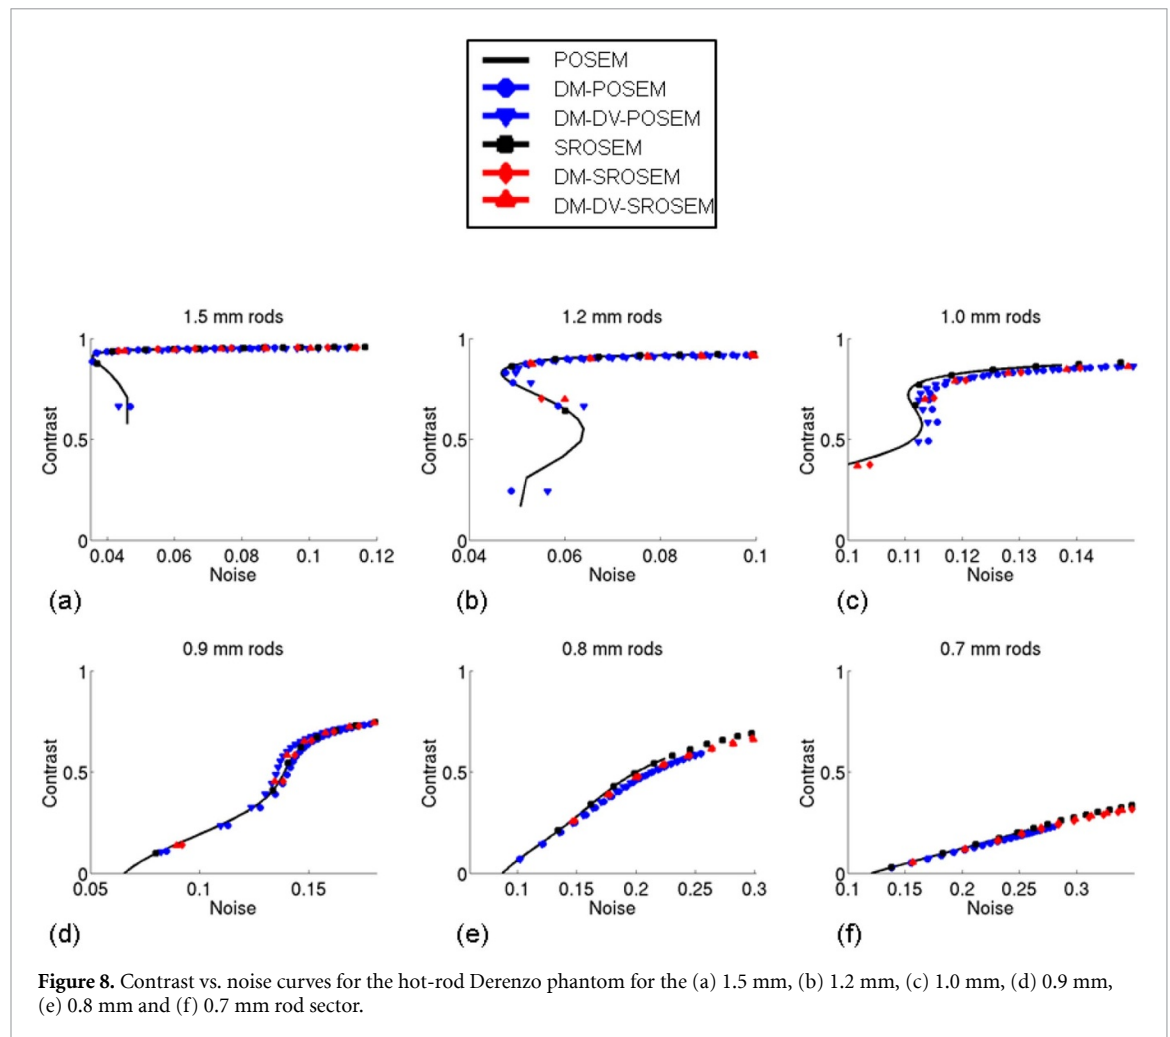 POSEM
DM-POSEM
DM-DV-POSEM
SROSEM
DM-SROSEM
DM-DV-SROSEM
1.5 mm rods
1
0.5
0
Contrast
0.04 0.06 0.08 0.1 0.12
Noise
(a)
1.2 mm rods
1
0.5
0
Contrast
0.04 0.06 0.08 0.1
Noise
(b)
1.0 mm rods
1
0.5
0
Contrast
0.1 0.11 0.12 0.13 0.14
Noise
(c)
0.9 mm rods
1
0.5
0
Contrast
0.05 0.1 0.15
Noise
(d)
0.8 mm rods
1
0.5
0
Contrast
0.1 0.15 0.2 0.25 0.3
Noise
(e)
0.7 mm rods
1
0.5
0
Contrast
0.1 0.15 0.2 0.25 0.3
Noise
(f)
Figure 8. Contrast vs. noise curves for the hot-rod Derenzo phantom for the (a) 1.5 mm, (b) 1.2 mm, (c) 1.0 mm, (d) 0.9 mm,
(e) 0.8 mm and (f) 0.7 mm rod sector.